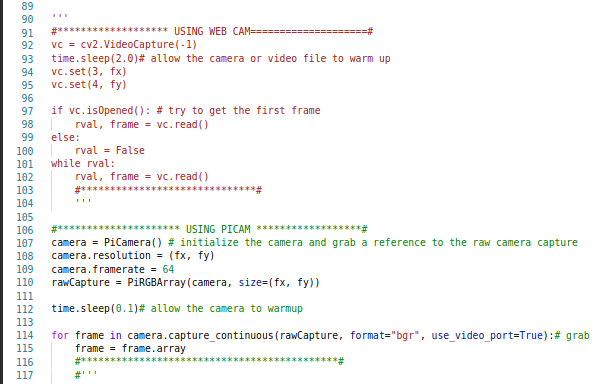 89
90 '''
91 #******************* USING WEB CAM====================#
92 vc = cv2.VideoCapture(-1)
93 time.sleep(2.0)# allow the camera or video file to warm up
94 vc.set(3, fx)
95 vc.set(4, fy)
96
97 if vc.isOpened(): # try to get the first frame
98 rval, frame = vc.read()
99 else:
100 rval = False
101 while rval:
102 rval, frame = vc.read()
103 #******************************#
104 '''
105
106 #********************* USING PICAM ******************#
107 camera = PiCamera() # initialize the camera and grab a reference to the raw camera capture
108 camera.resolution = (fx, fy)
109 camera.framerate = 64
110 rawCapture = PiRGBArray(camera, size=(fx, fy))
111
112 time.sleep(0.1)# allow the camera to warmup
113
114 for frame in camera.capture_continuous(rawCapture, format="bgr", use_video_port=True):# grab
115 frame = frame.array
116 #********************************************#
117 #'''